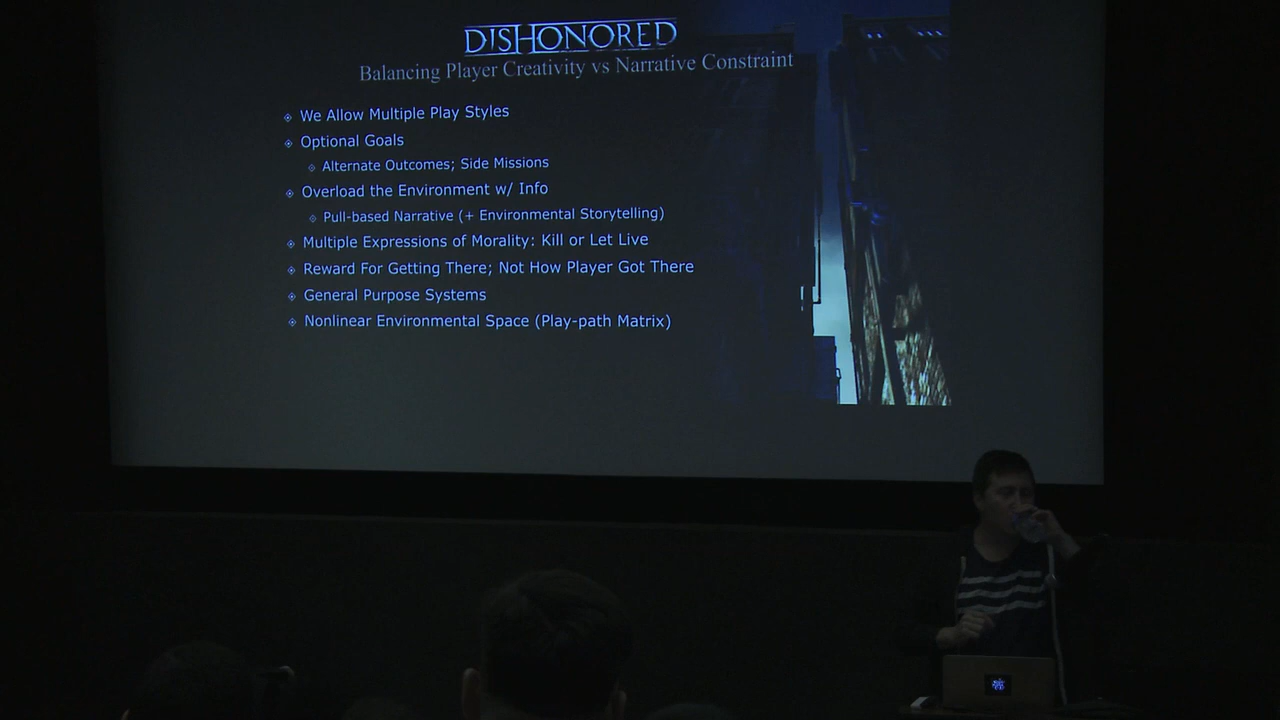 DISHONORED
Balancing Player Creativity vs Narrative Constraint
We Allow Multiple Play Styles
Optional Goals
Alternate Outcomes; Side Missions
Overload the Environment w/ Info
Pull-based Narrative (+ Environmental Storytelling)
Multiple Expressions of Morality: Kill or Let Live
Reward For Getting There; Not How Player Got There
General Purpose Systems
Nonlinear Environmental Space (Play-path Matrix)